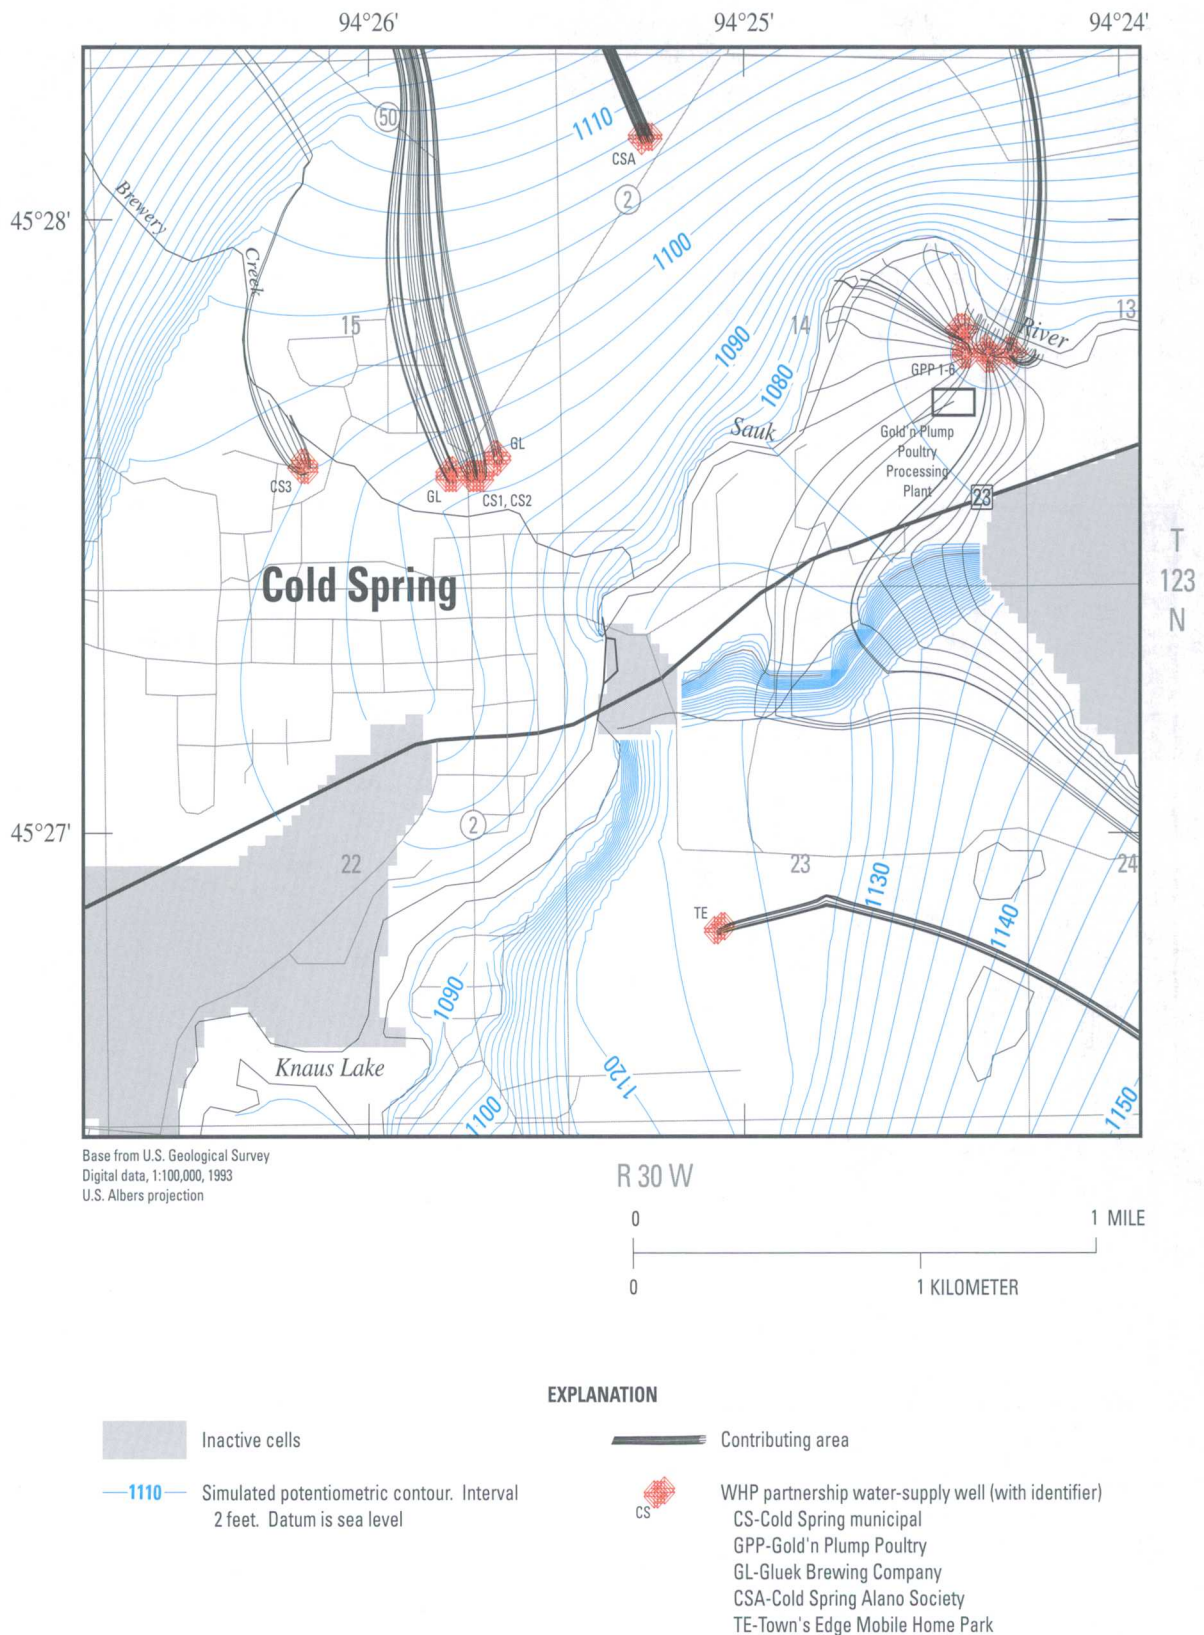 94°26'
94°25'
94°24'
50
1110
CSA
2
45°28'
Brewery
Creek
1100
15
14
13
1090
River
1080
GPP 1-6
Sauk
Gold'n Plump
Poultry
Processing
Plant
GL
CS3
GL
CS1, CS2
23
T
123
N
Cold Spring
45°27'
2
22
23
24
1130
TE
1140
1090
Knaus Lake
1120
1100
1150
Base from U.S. Geological Survey
Digital data, 1:100,000, 1993
U.S. Albers projection
R 30 W
0
1 MILE
0
1 KILOMETER
EXPLANATION
Inactive cells
Contributing area
1110
Simulated potentiometric contour. Interval
2 feet. Datum is sea level
CS
WHP partnership water-supply well (with identifier)
CS-Cold Spring municipal
GPP-Gold'n Plump Poultry
GL-Gluek Brewing Company
CSA-Cold Spring Alano Society
TE-Town's Edge Mobile Home Park